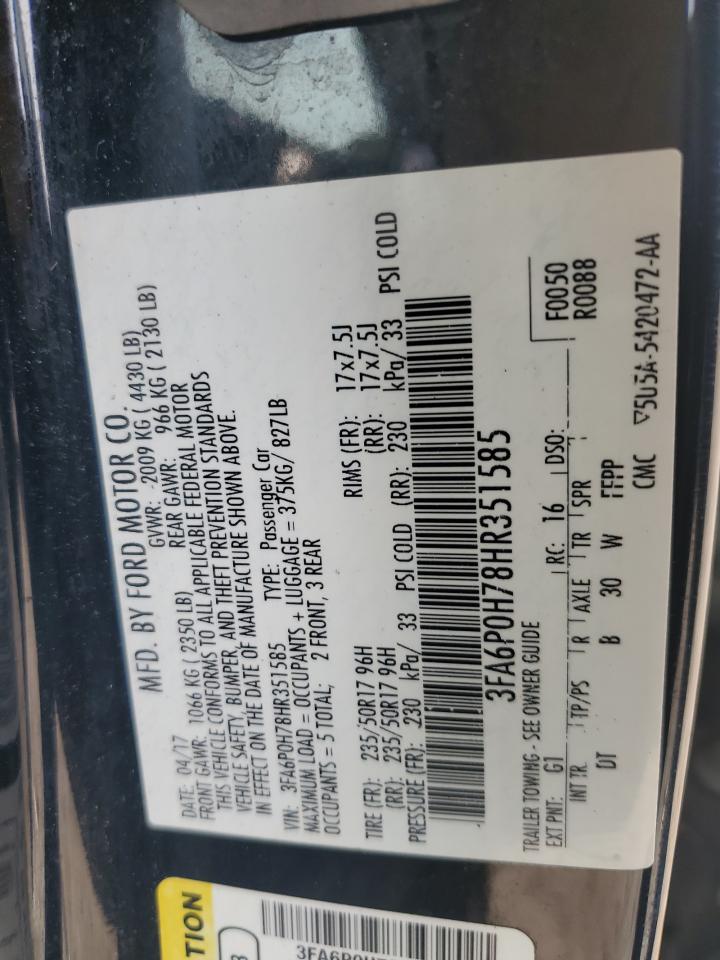 MFD. BY FORD MOTOR CO.
DATE: 04/17 GVWR: 2009 KG ( 4430 LB)
FRONT GAWR: 1066 KG ( 2350 LB) REAR GAWR: 966 KG ( 2130 LB)
THIS VEHICLE CONFORMS TO ALL APPLICABLE FEDERAL MOTOR
VEHICLE SAFETY, BUMPER, AND THEFT PREVENTION STANDARDS
IN EFFECT ON THE DATE OF MANUFACTURE SHOWN ABOVE.
VIN: 3FA6P0H78HR351585 TYPE: Passenger Car
MAXIMUM LOAD = OCCUPANTS + LUGGAGE = 375KG/ 827LB
OCCUPANTS = 5 TOTAL; 2 FRONT, 3 REAR
TIRE (FR): 235/50R17 96H RIMS (FR): 17x7.5J
(RR): 235/50R17 96H (RR): 17x7.5J
PRESSURE (FR): 230 kPa/ 33 PSI COLD (RR): 230 kPa/ 33 PSI COLD
3FA6P0H78HR351585
TRAILER TOWING - SEE OWNER GUIDE
EXT PNT: G1 RC: 16 DSO: F0050
R0088
INT TR TP/PS R AXLE TR SPR
DT B 30 W FFPP
CMC 5U5A-5420472-AA
TION